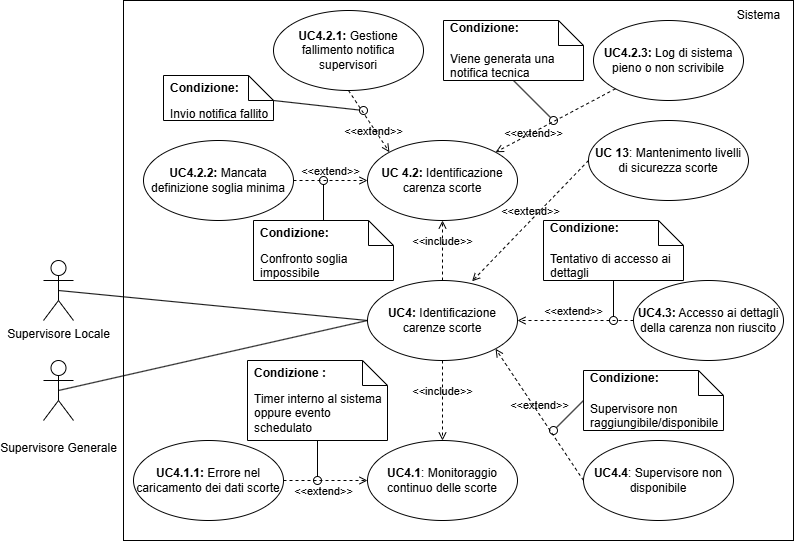 Sistema
UC4.2.1: Gestione
fallimento notifica
supervisori
Condizione:
Viene generata una
notifica tecnica
UC4.2.3: Log di sistema
pieno o non scrivibile
Condizione:
Invio notifica fallito
<<extend>>
<<extend>>
UC4.2.2: Mancata
definizione soglia minima
<<extend>>
UC 4.2: Identificazione
carenza scorte
UC 13: Mantenimento livelli
di sicurezza scorte
<<extend>>
Condizione:
Confronto soglia
impossibile
<<include>>
Condizione:
Tentativo di accesso ai
dettagli
Supervisore Locale
UC4: Identificazione
carenze scorte
<<extend>>
UC4.3: Accesso ai dettagli
della carenza non riuscito
Supervisore Generale
Condizione :
Timer interno al sistema
oppure evento
schedulato
<<include>>
<<extend>>
Condizione:
Supervisore non
raggiungibile/disponibile
UC4.1.1: Errore nel
caricamento dei dati scorte
<<extend>>
UC4.1: Monitoraggio
continuo delle scorte
UC4.4: Supervisore non
disponibile